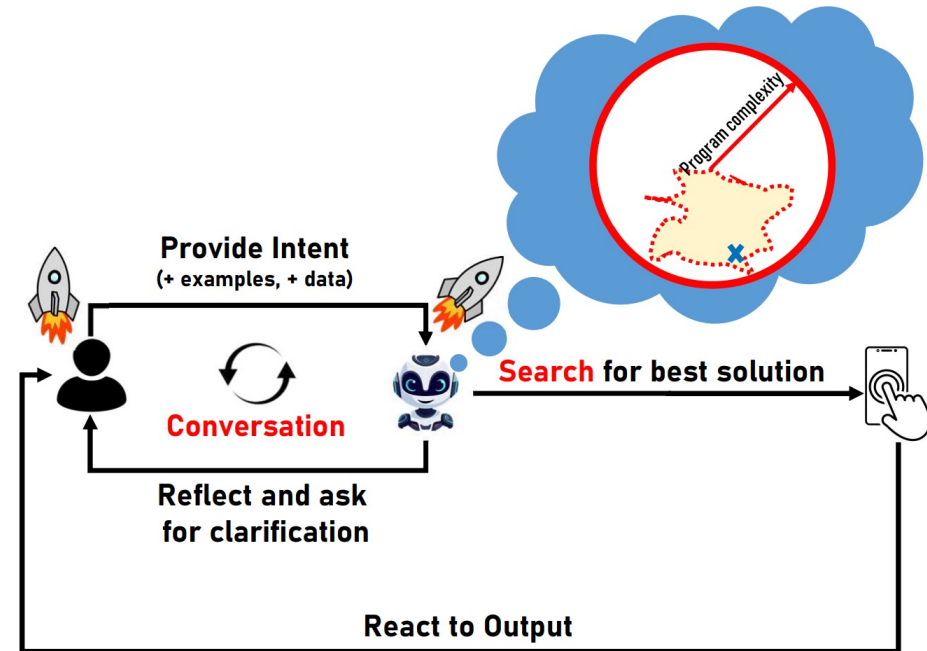 Program complexity
Provide Intent
(+ examples, + data)
Search for best solution
Conversation
Reflect and ask
for clarification
React to Output